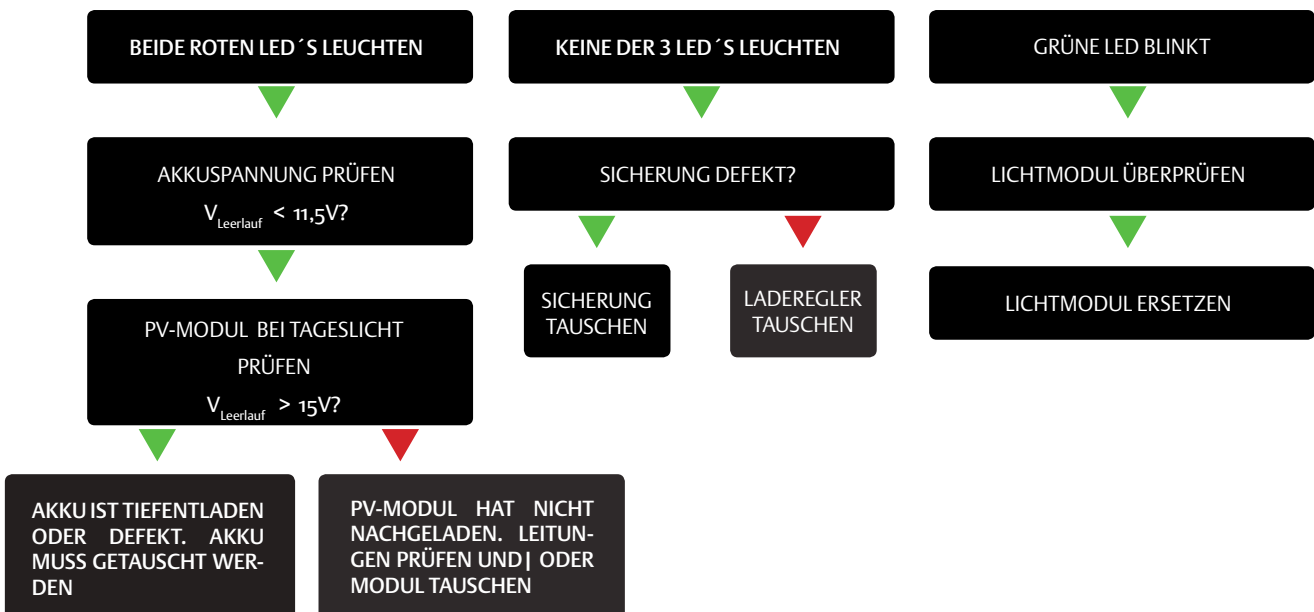 BEIDE ROTEN LED´S LEUCHTEN
AKKUSPANNUNG PRÜFEN
V Leerlauf < 11,5V?
PV-MODUL BEI TAGESLICHT
PRÜFEN
V Leerlauf > 15V?
AKKU IST TIEFENTLADEN
ODER DEFEKT. AKKU
MUSS GETAUSCHT WER-
DEN
PV-MODUL HAT NICHT
NACHGELADEN. LEITUN-
GEN PRÜFEN UND| ODER
MODUL TAUSCHEN
KEINE DER 3 LED´S LEUCHTEN
SICHERUNG DEFEKT?
SICHERUNG
TAUSCHEN
LADEREGLER
TAUSCHEN
GRÜNE LED BLINKT
LICHTMODUL ÜBERPRÜFEN
LICHTMODUL ERSETZEN